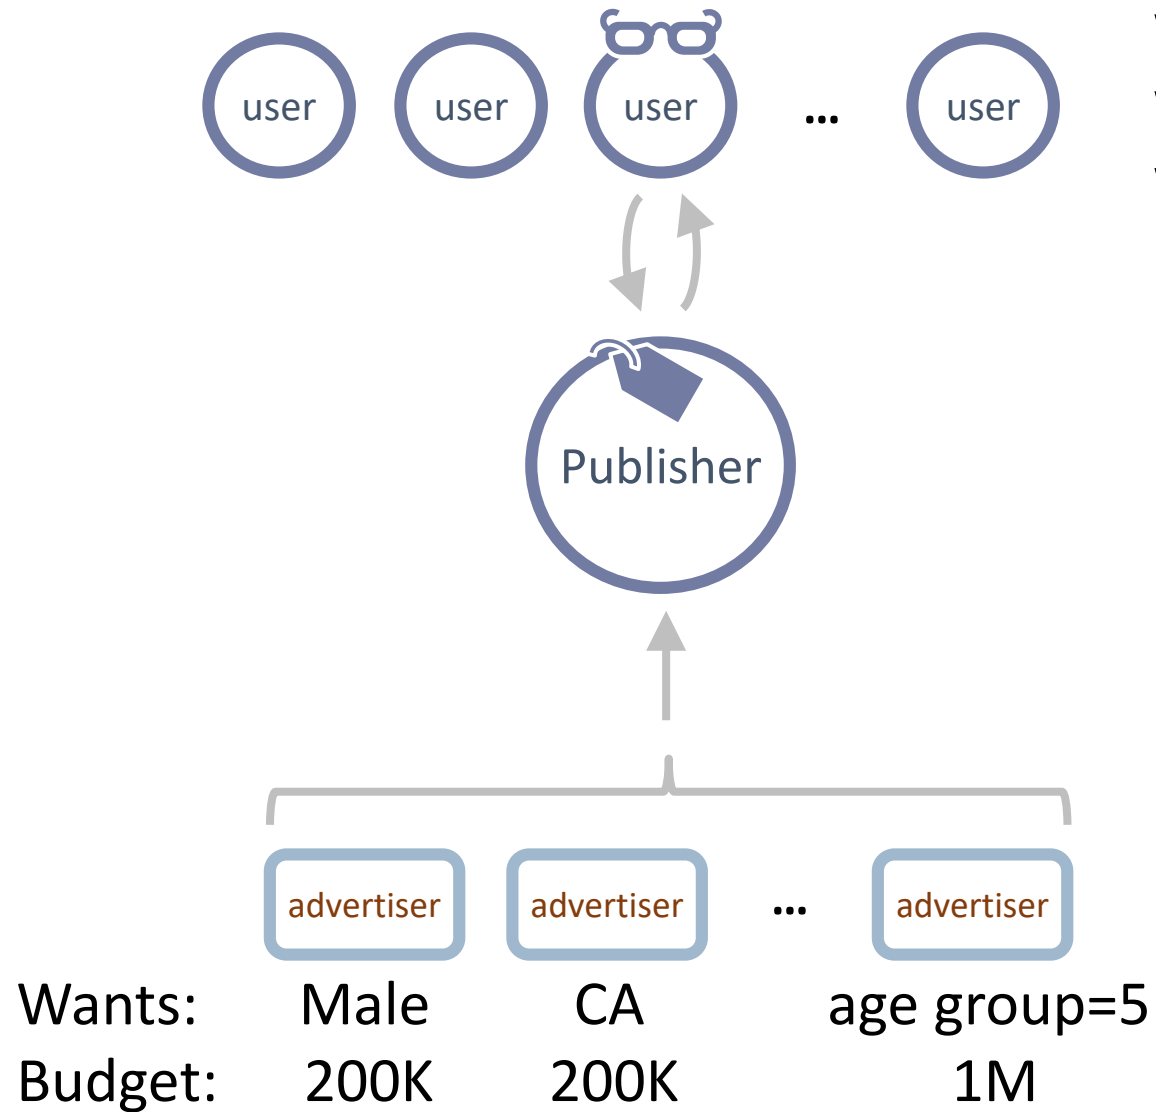 user user user ... user
Publisher
advertiser advertiser ... advertiser
Wants: Male CA age group=5
Budget: 200K 200K 1M